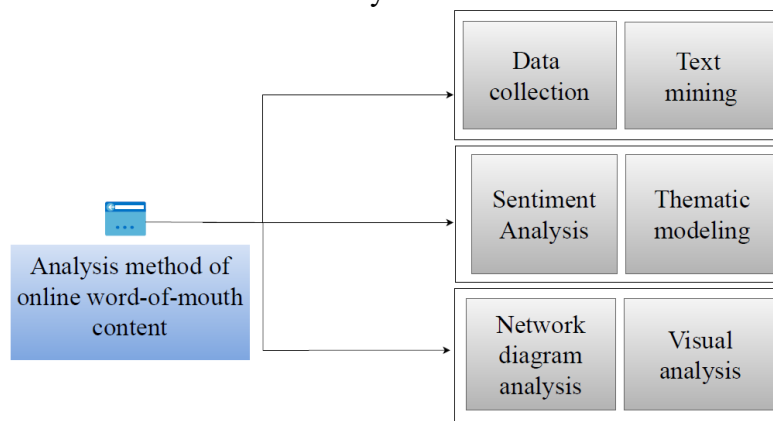 y
Data
collection
Text
mining
Sentiment
Analysis
Thematic
modeling
Analysis method of
online word-of-mouth
content
Network
diagram
analysis
Visual
analysis